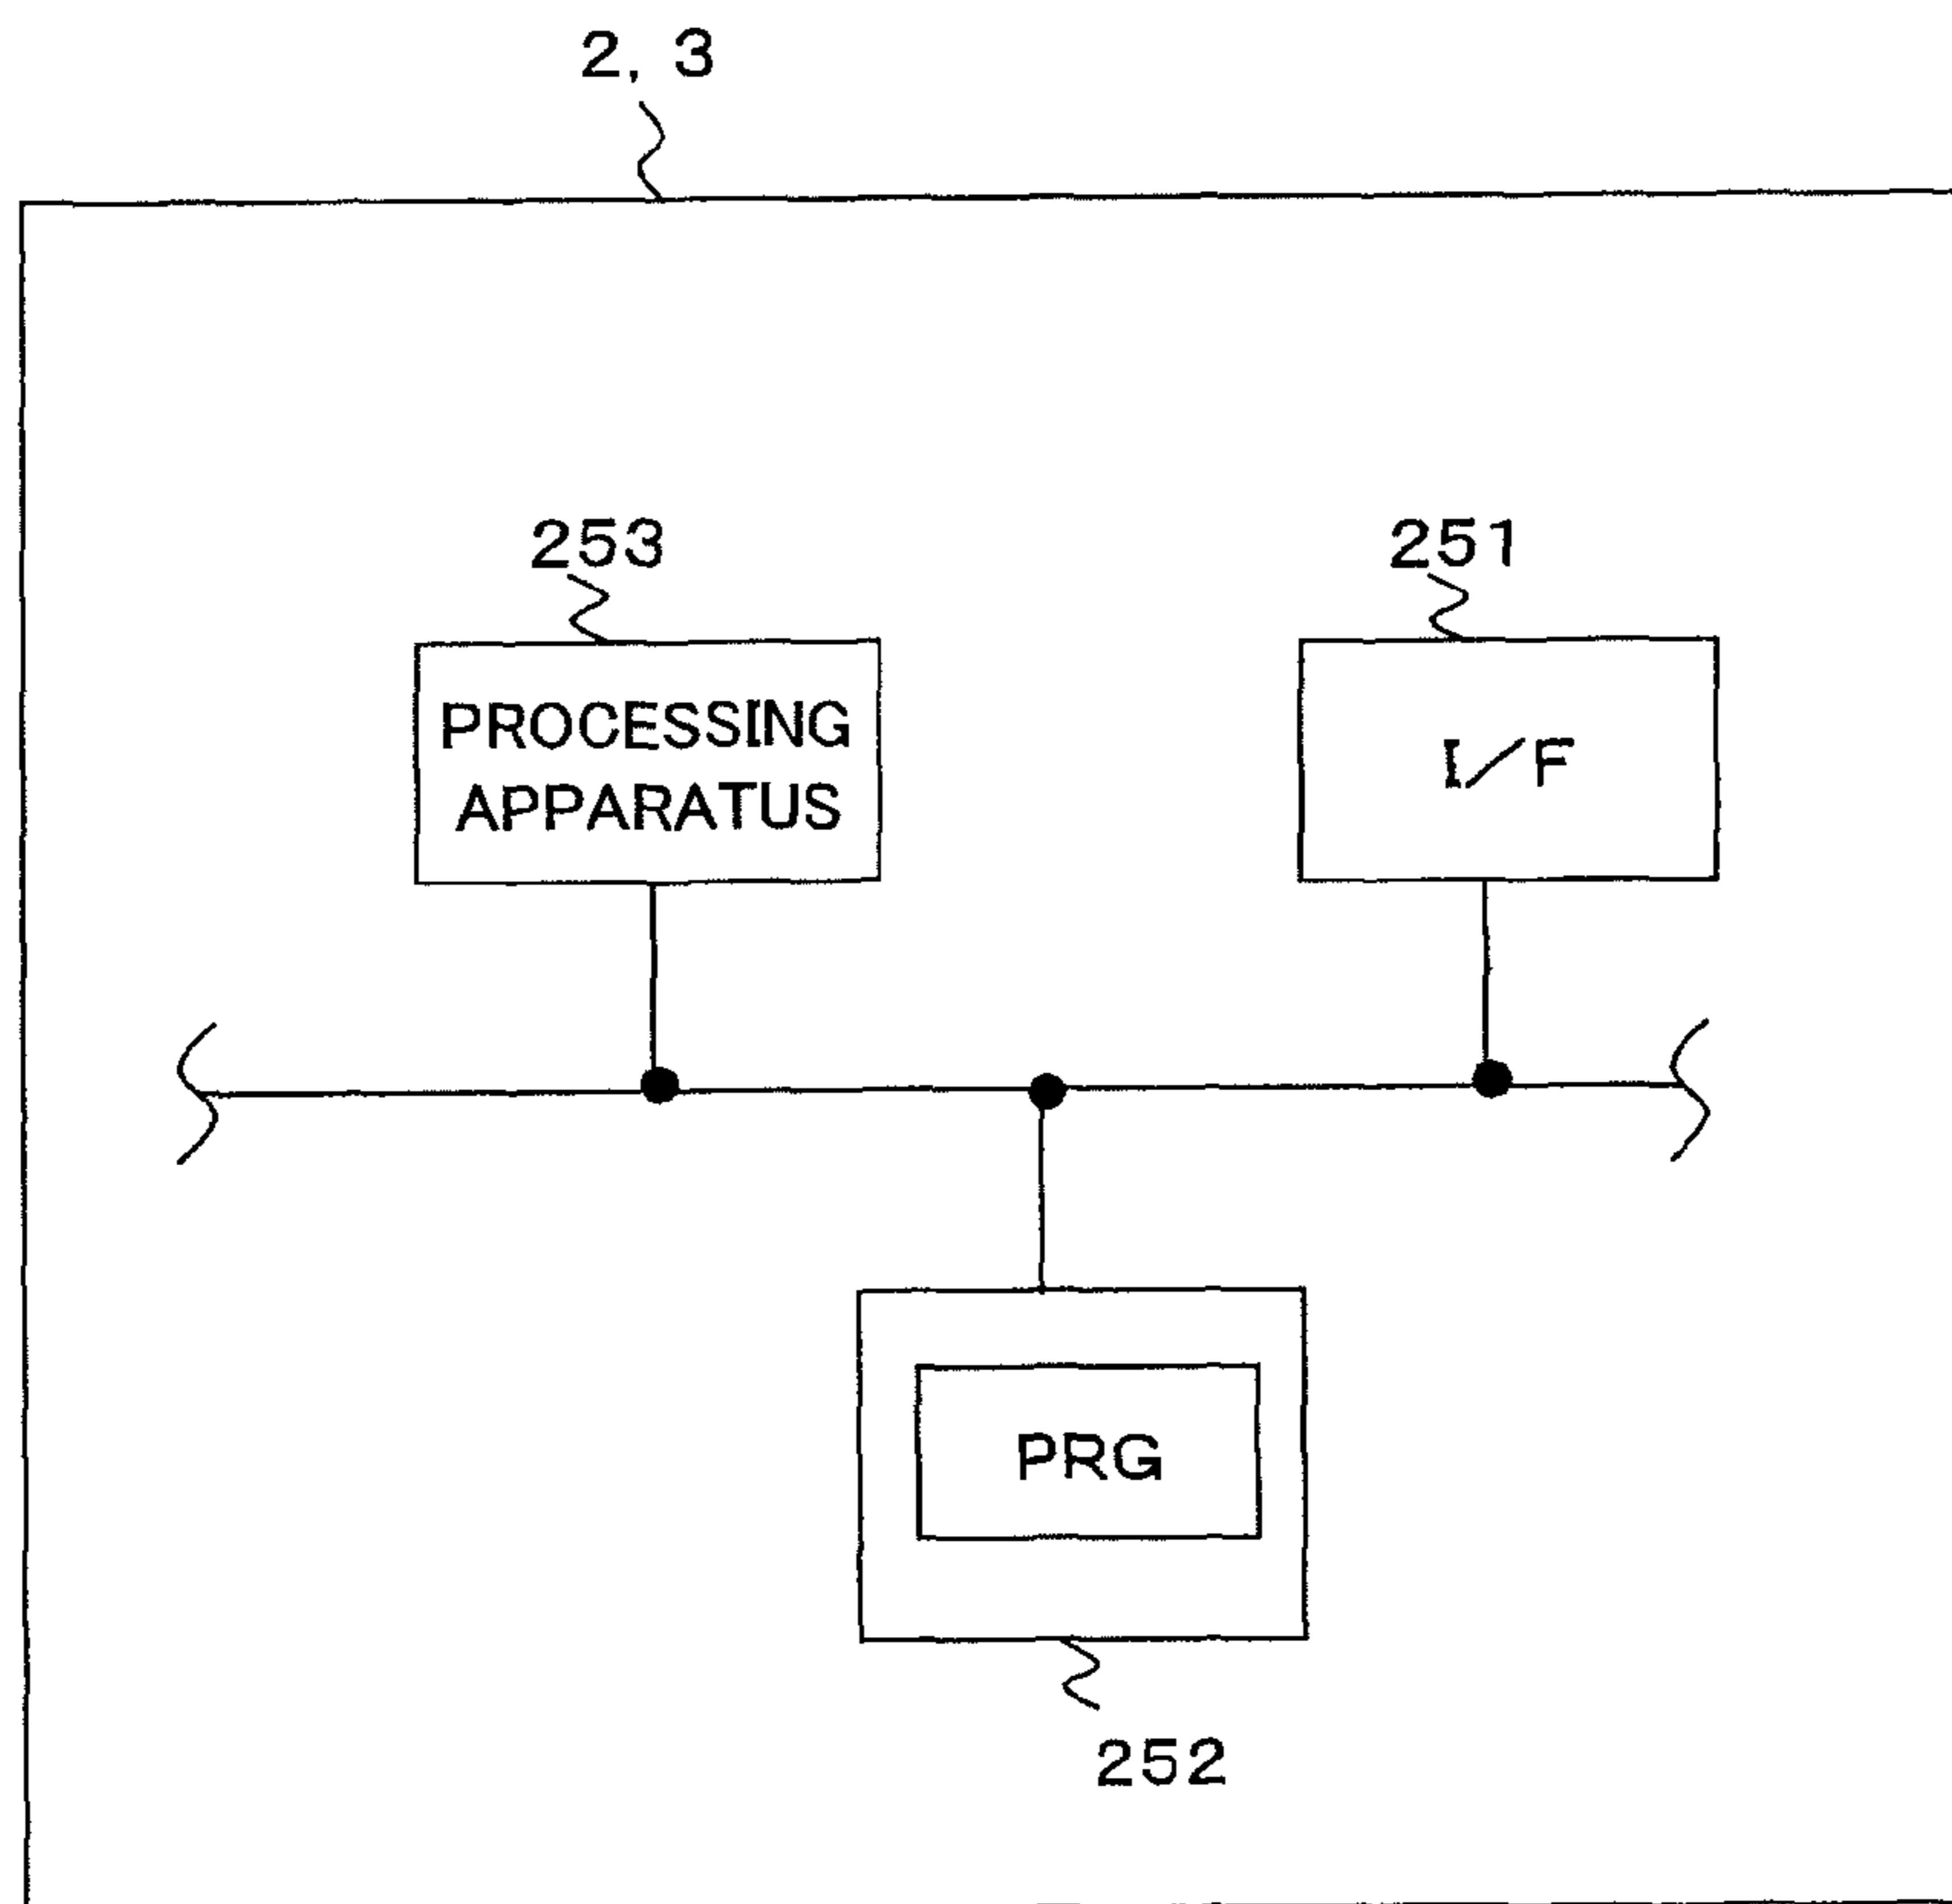 2, 3
253
251
PROCESSING
APPARATUS
I/F
PRG
252